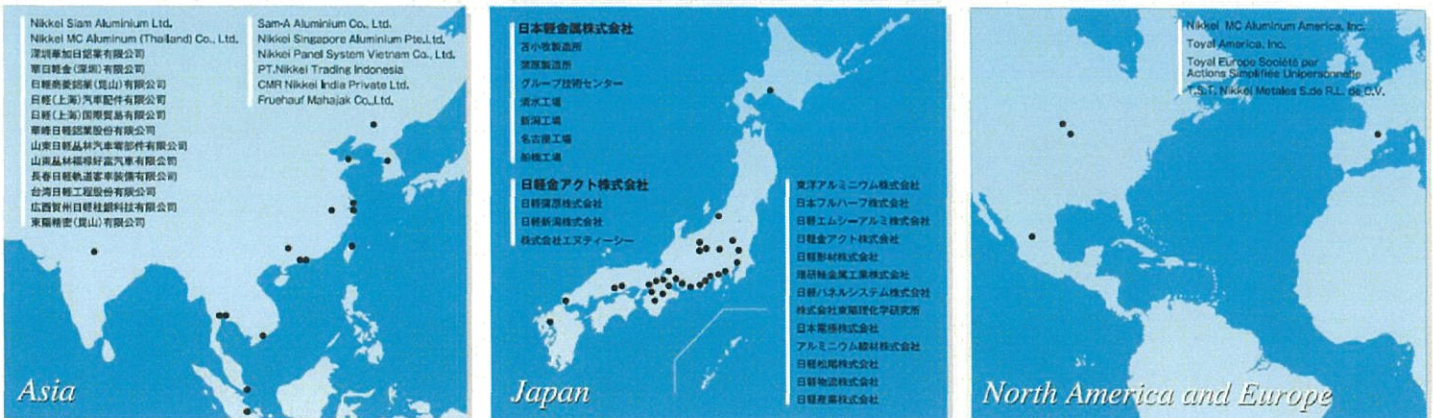 Nikkei Siam Aluminium Ltd.
Nikkei MC Aluminum (Thailand) Co., Ltd.
深圳華加日鋁業有限公司
華日軽金(深圳)有限公司
日軽商菱鋁業(昆山)有限公司
日軽(上海)汽車配件有限公司
日軽(上海)国際貿易有限公司
華峰日軽鋁業股份有限公司
山東日軽丛林汽車零部件有限公司
山東丛林福禄好富汽車有限公司
長春日軽軌道客車装備有限公司
台湾日軽工程股份有限公司
広西賀州日軽桂銀科技有限公司
東陽精密(昆山)有限公司
Sam-A Aluminium Co., Ltd.
Nikkei Singapore Aluminium Pte.Ltd.
Nikkei Panel System Vietnam Co., Ltd.
PT.Nikkei Trading Indonesia
CMR Nikkei India Private Ltd.
Fruehauf Mahajak Co.,Ltd.
Asia
日本軽金属株式会社
苫小牧製造所
蒲原製造所
グループ技術センター
清水工場
新潟工場
名古屋工場
船橋工場
日軽金アクト株式会社
日軽蒲原株式会社
日軽新潟株式会社
株式会社エヌティーシー
東洋アルミニウム株式会社
日本フルハーフ株式会社
日軽エムシーアルミ株式会社
日軽金アクト株式会社
日軽形材株式会社
理研軽金属工業株式会社
日軽パネルシステム株式会社
株式会社東陽理化学研究所
日本電極株式会社
アルミニウム線材株式会社
日軽松尾株式会社
日軽物流株式会社
日軽産業株式会社
Japan
Nikkei MC Aluminum America, Inc.
Toyal America, Inc.
Toyal Europe Société par
Actions Simplifiée Unipersonnelle
T.S.T. Nikkei Metales S.de R.L. de C.V.
North America and Europe